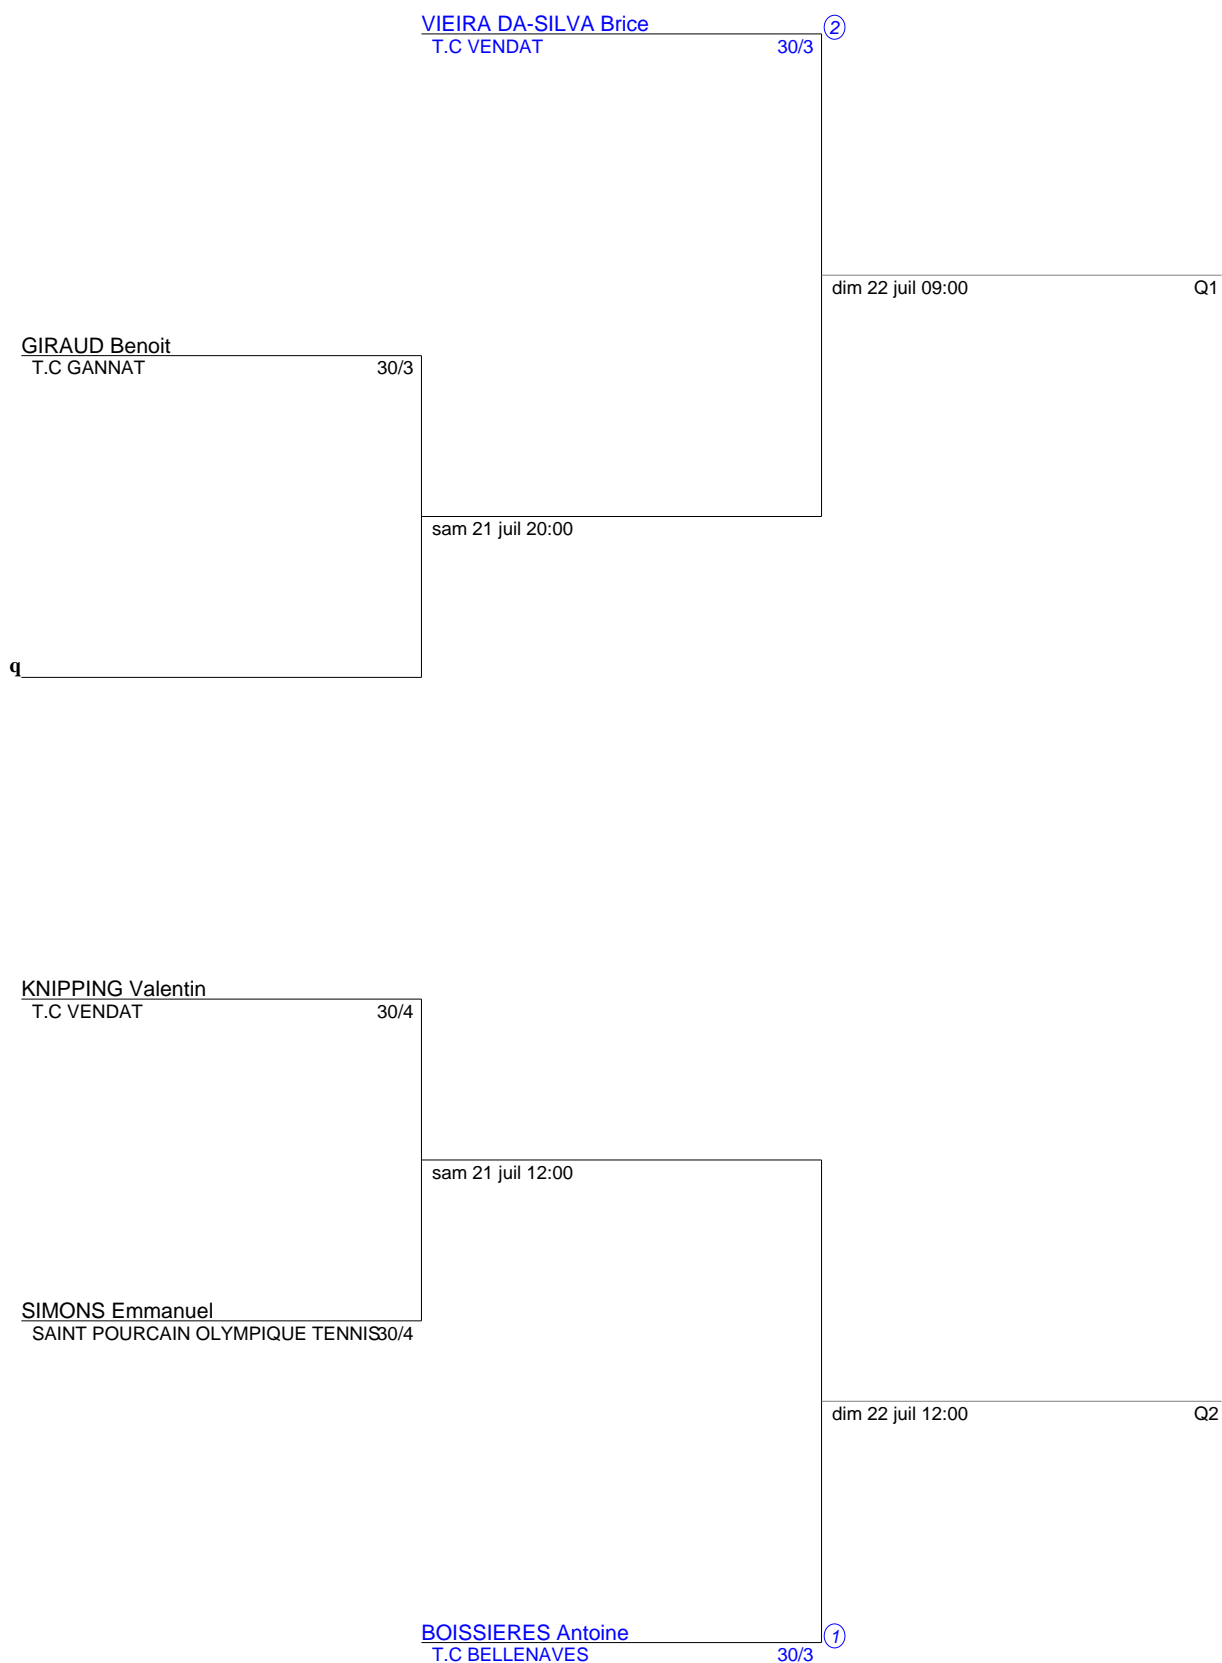 VIEIRA DA-SILVA Brice 2
T.C VENDAT 30/3
dim 22 juil 09:00 Q1
GIRAUD Benoit
T.C GANNAT 30/3
sam 21 juil 20:00
q
KNIPPING Valentin
T.C VENDAT 30/4
sam 21 juil 12:00
SIMONS Emmanuel
SAINT POURCAIN OLYMPIQUE TENNIS 30/4
dim 22 juil 12:00 Q2
BOISSIERES Antoine 1
T.C BELLENAVES 30/3